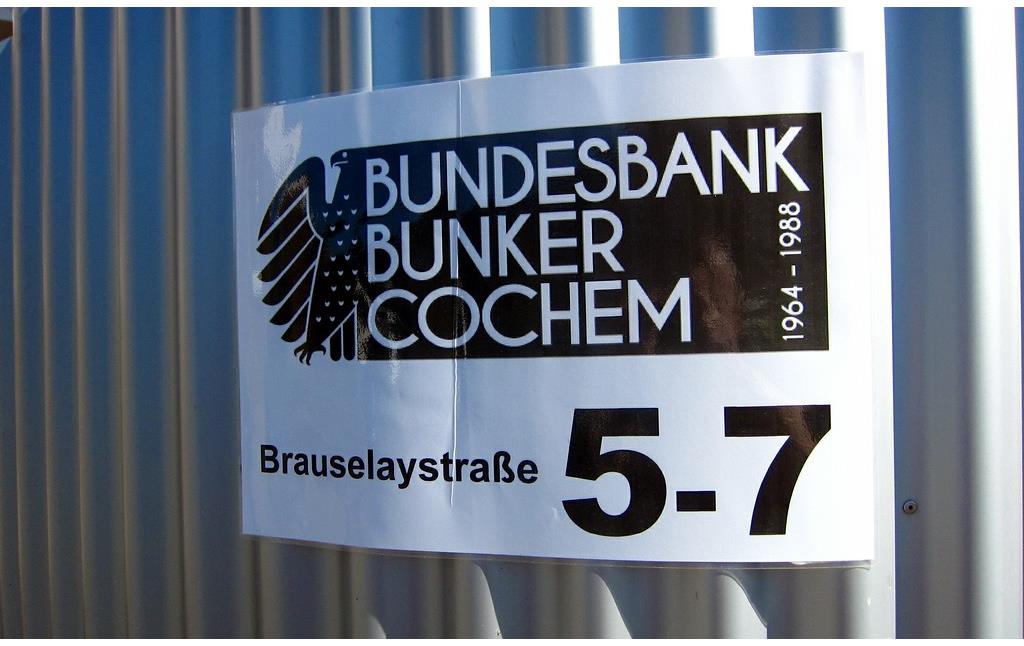 BUNDESBANK
BUNKER
COCHEM
1964 - 1988
Brauselaystraße 5-7